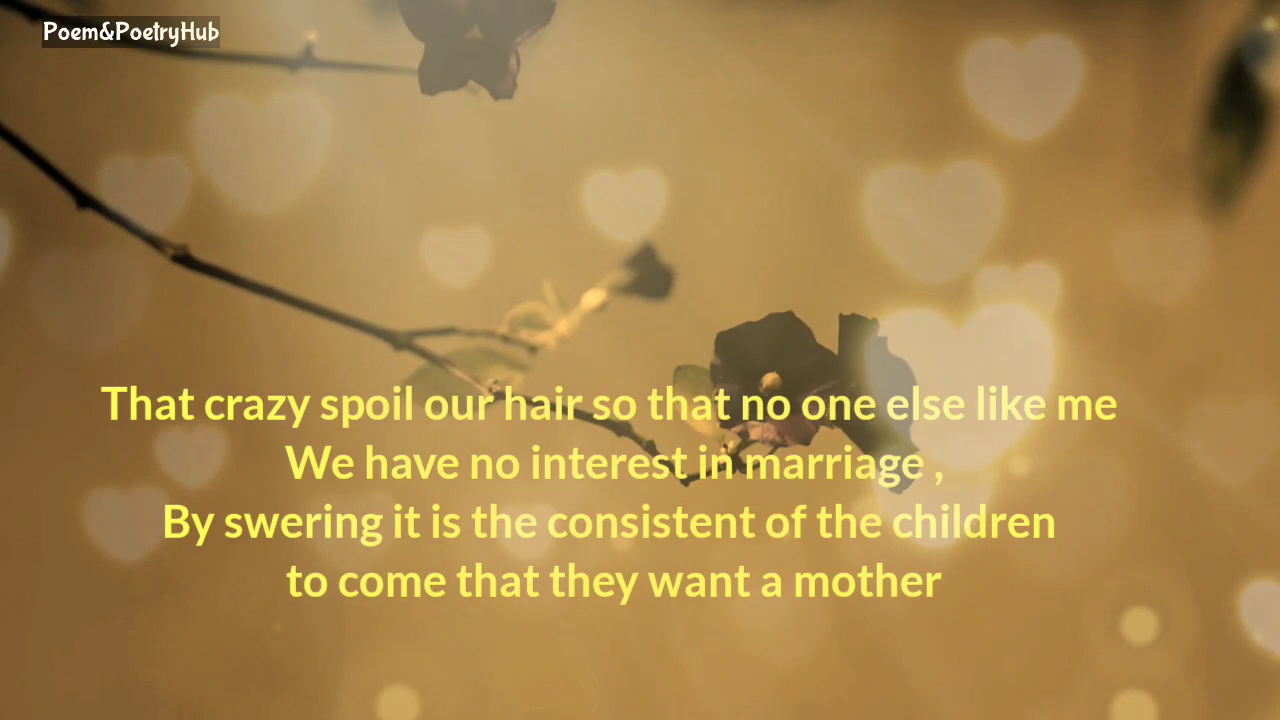 Poem&PoetryHub
That crazy spoil our hair so that no one else like me
We have no interest in marriage ,
By swering it is the consistent of the children
to come that they want a mother